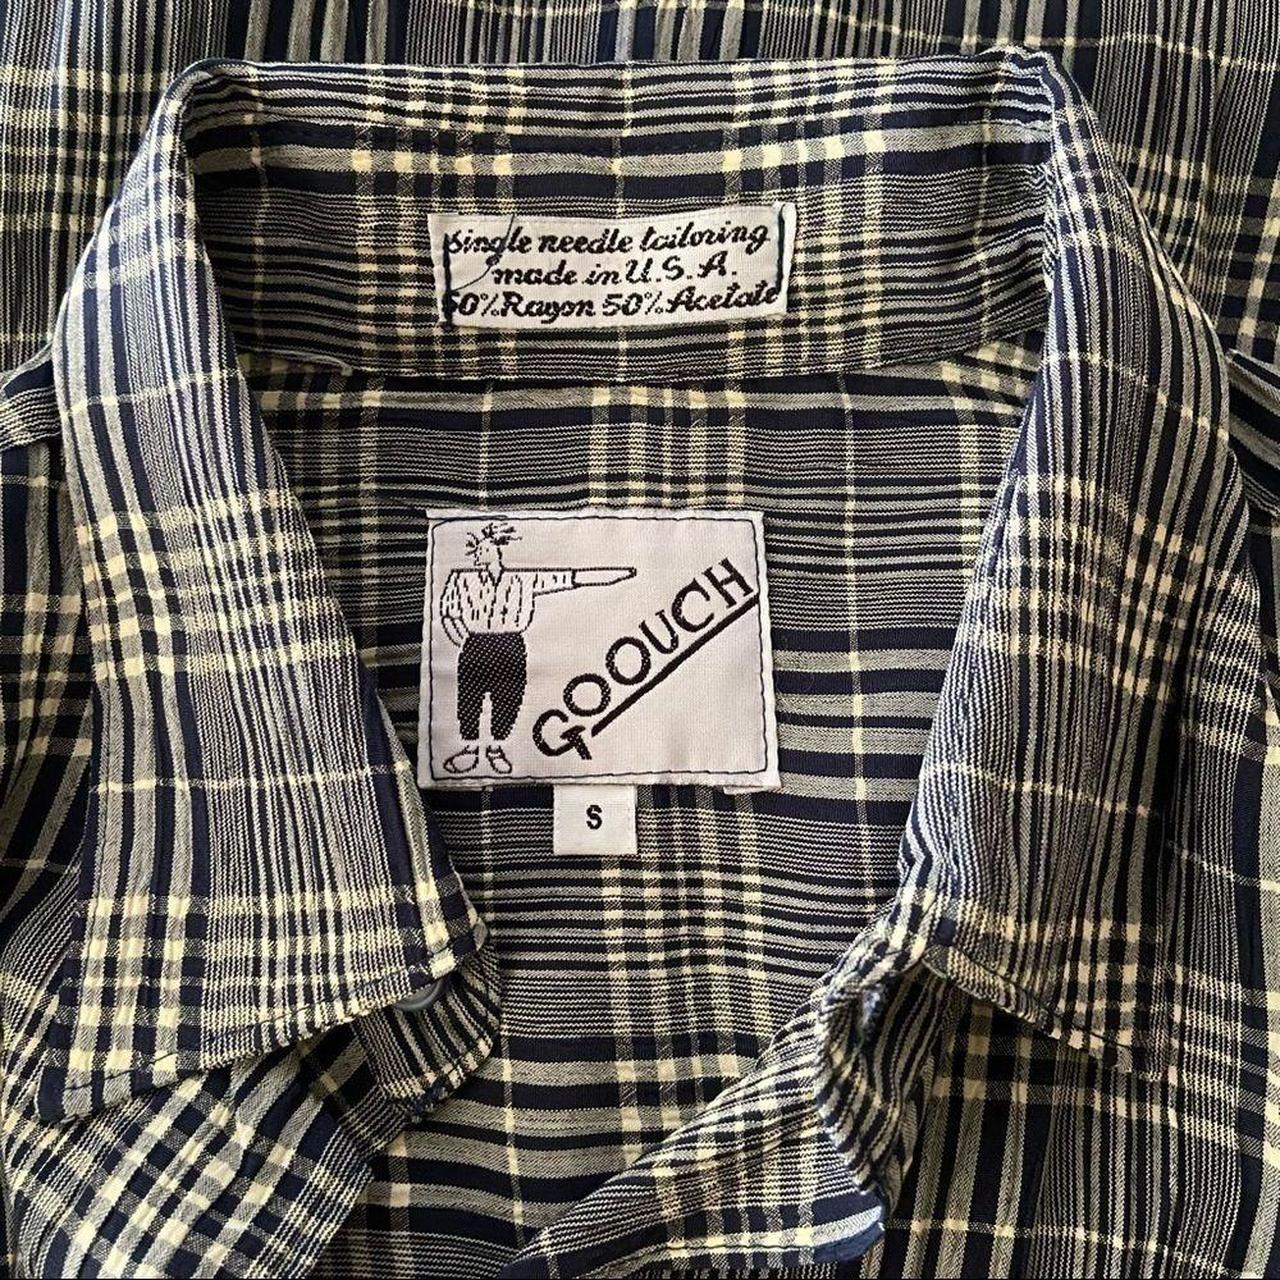 single needle tailoring
made in U.S.A.
50% Rayon 50% Acetate
GOOUCH
S